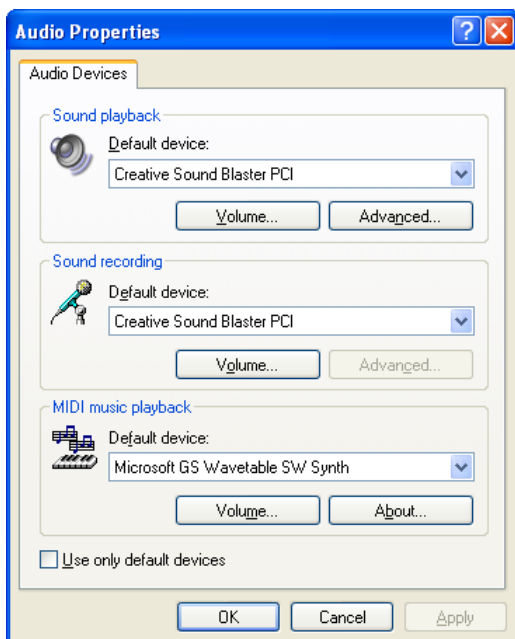 Audio Properties
Audio Devices
Sound playback
Default device:
Creative Sound Blaster PCI
Volume... Advanced...
Sound recording
Default device:
Creative Sound Blaster PCI
Volume... Advanced...
MIDI music playback
Default device:
Microsoft GS Wavetable SW Synth
Volume... About...
Use only default devices
OK Cancel Apply